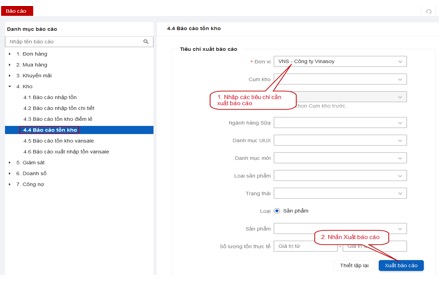 Báo cáo
Danh mục báo cáo
Nhập tên báo cáo
1. Đơn hàng
2. Mua hàng
3. Khuyến mãi
4. Kho
4.1 Báo cáo nhập tồn
4.2 Báo cáo nhập tồn chi tiết
4.3 Báo cáo tồn kho điểm lẻ
4.4 Báo cáo tồn kho
4.5 Báo cáo tồn kho vansale
4.6 Báo cáo xuất nhập tồn vansale
5. Giám sát
6. Doanh số
7. Công nợ
4.4 Báo cáo tồn kho
Tiêu chí xuất báo cáo
* Đơn vị VNS - Công ty Vinasoy
Cụm kho
1. Nhập các tiêu chí cần
xuất báo cáo
chọn Cụm kho trước.
Ngành hàng Sữa
Danh mục
Danh mục mới
Loại sản phẩm
Trạng thái
Loại Sản phẩm
Sản phẩm
2. Nhấn Xuất báo cáo
Số lượng tồn thực tế Giá trị từ - Giá trị
Thiết lập lại Xuất báo cáo